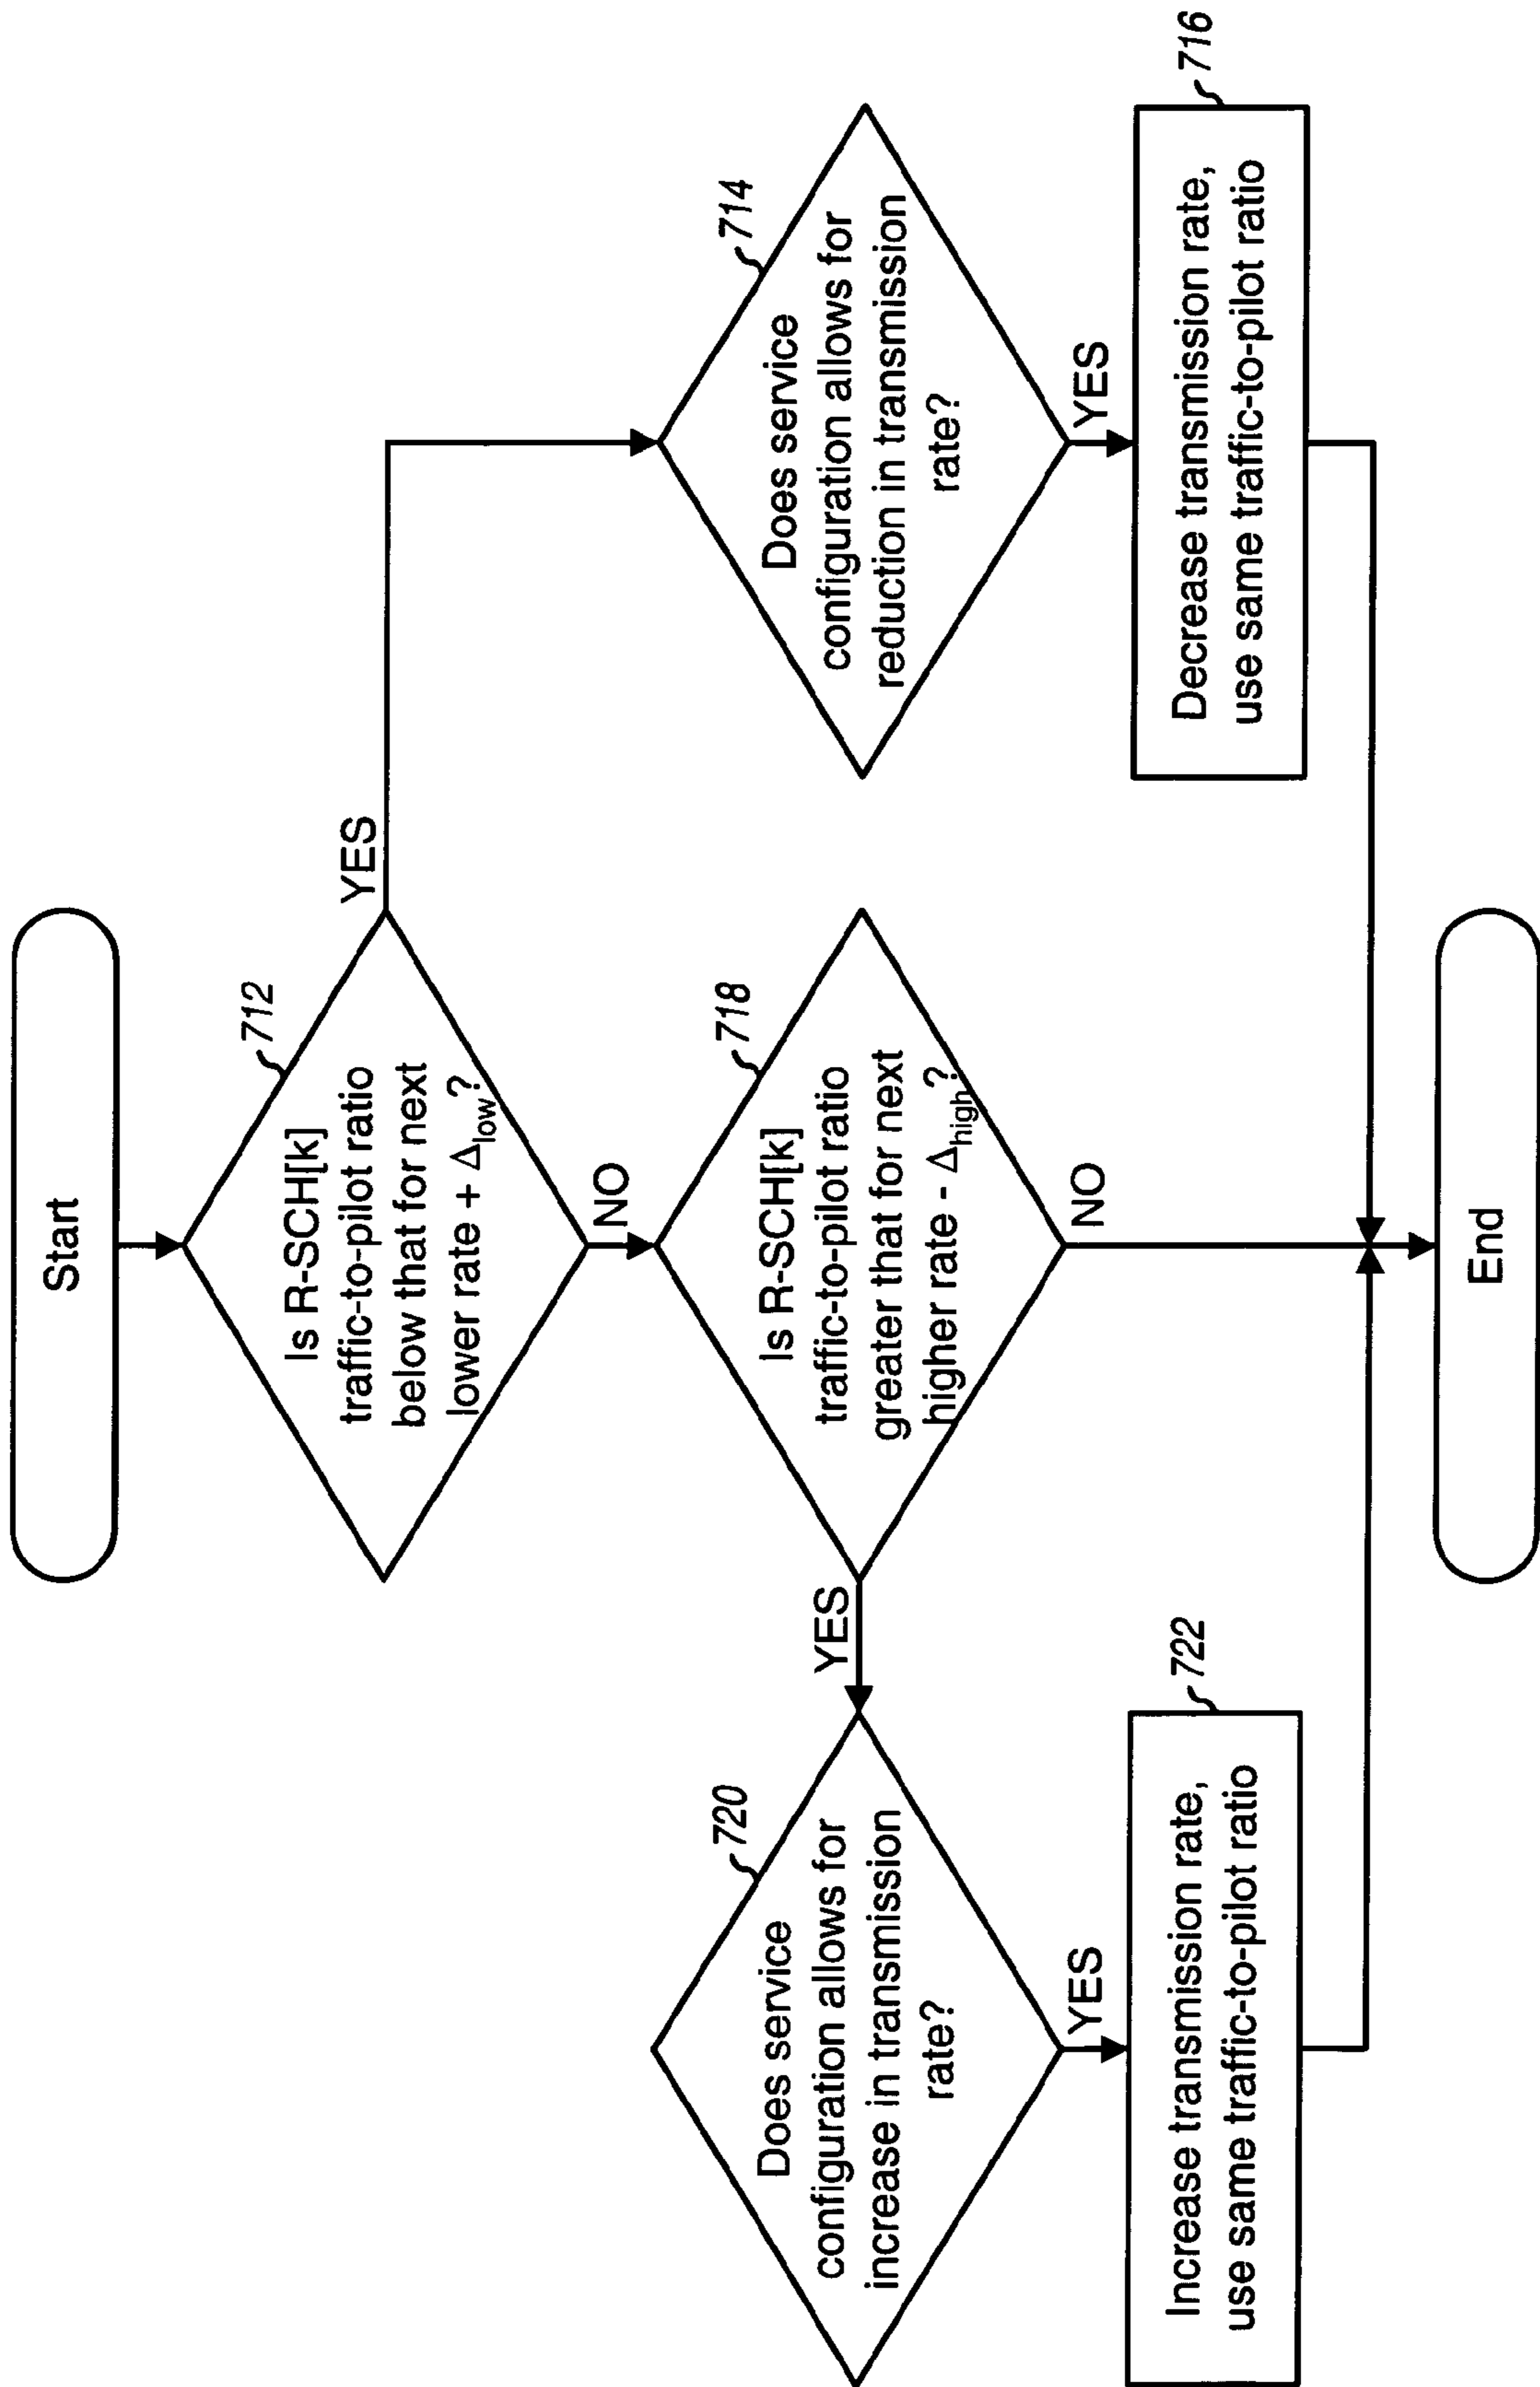 Start
712
Is R-SCH[k]
traffic-to-pilot ratio
below that for next
lower rate + Δlow?
YES
NO
714
Does service
configuration allows for
reduction in transmission
rate?
YES
716
Decrease transmission rate,
use same traffic-to-pilot ratio
718
Is R-SCH[k]
traffic-to-pilot ratio
greater that for next
higher rate - Δhigh?
YES
NO
720
Does service
configuration allows for
increase in transmission
rate?
YES
722
Increase transmission rate,
use same traffic-to-pilot ratio
End